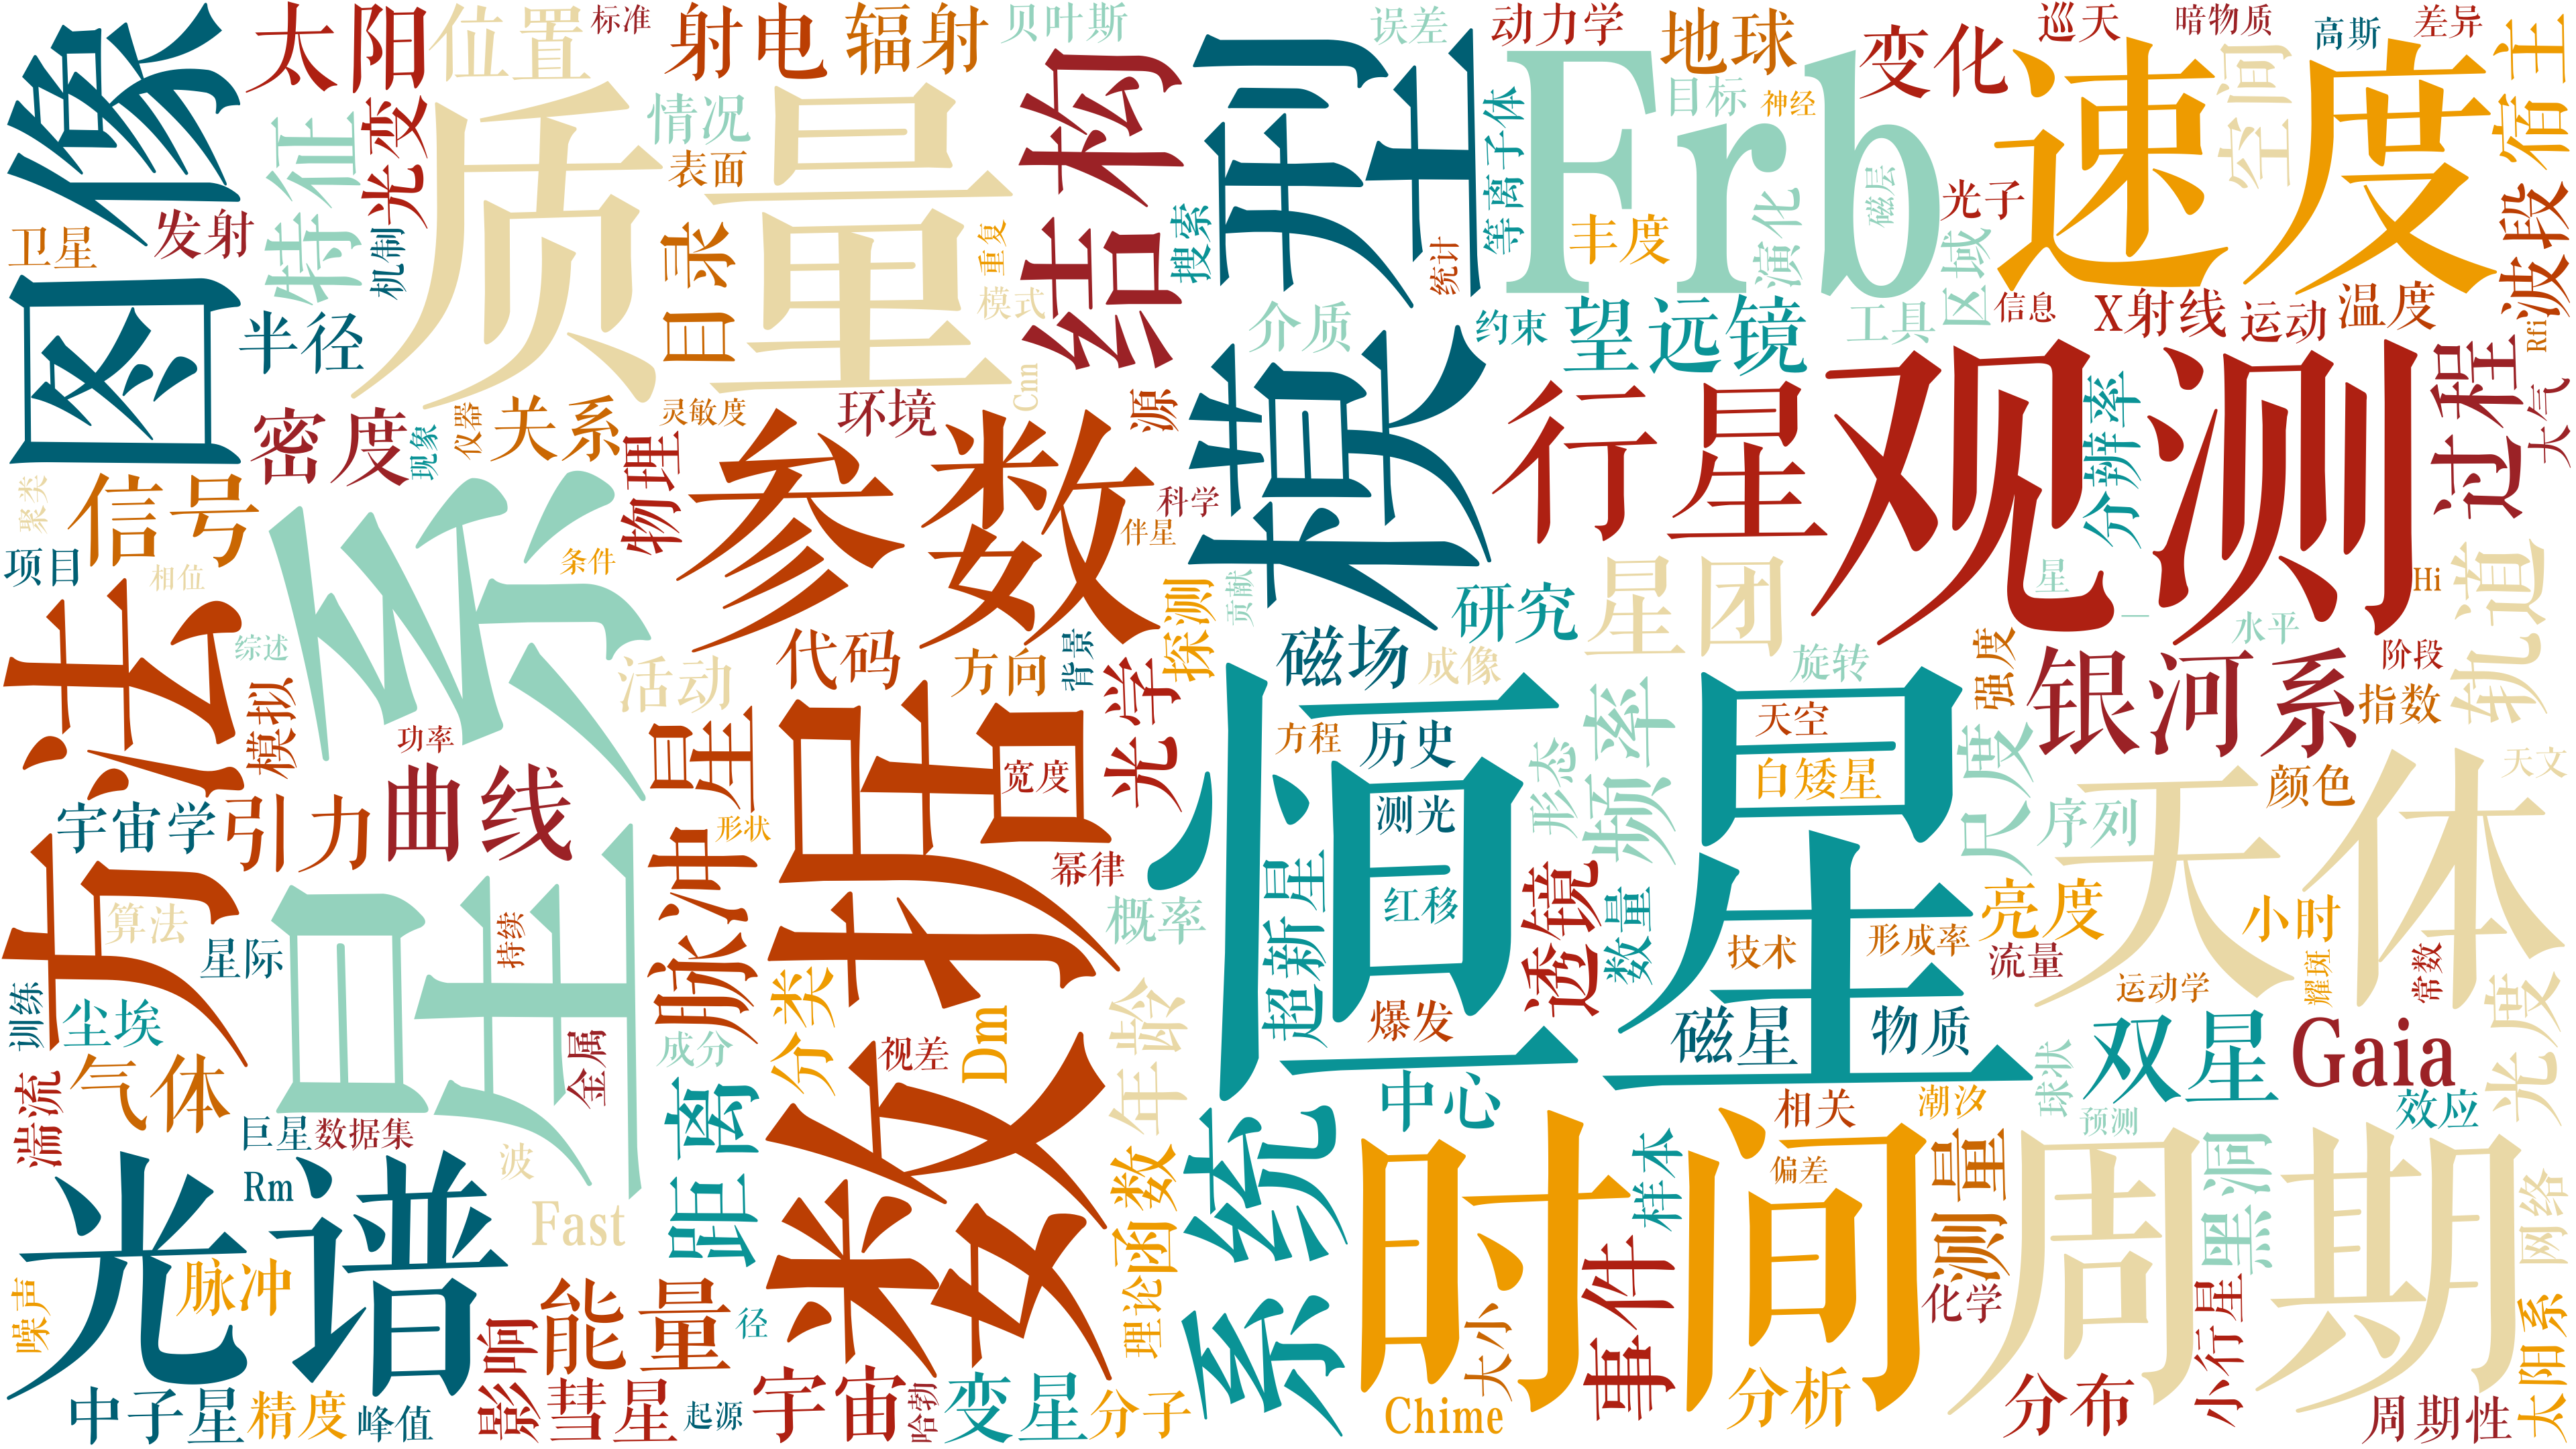 图像
太阳
位置
标准
射电
辐射
贝叶斯
结构
模型
误差
动力学
地球
变化
巡天
暗物质
高斯
差异
宿主
空间
速度
Frb
目标
神经
磁层
光子
等离子体
丰度
演化
区域
信息
X射线
运动
温度
波段
Rfi
特征
光变
情况
表面
质量
目录
重复
模式
搜索
统计
卫星
发射
机制
半径
介质
约束
望远镜
工具
过程
大气
密度
现象
仪器
关系
灵敏度
环境
Cnn
源
物理
参数
科学
伴星
行星
观测
分辨率
聚类
信号
项目
相位
星系
条件
探测
贡献
研究
星团
星
一
水平
Hi
轨道
方法
综述
模拟
活动
代码
方向
背景
光学
磁场
成像
旋转
强度
银河系
阶段
指数
功率
曲线
脉冲星
形状
数据
宽度
幂律
恒星
方程
历史
形态
频率
天空
白矮星
尺度
序列
颜色
天文
宇宙学
引力
测光
红移
超新星
概率
透镜
数量
技术
形成率
亮度
流量
天体
小时
运动学
耀斑
常数
算法
星际
持续
训练
尘埃
金属
成分
分类
视差
Dm
年龄
爆发
磁星
物质
双星
Gaia
光度
效应
湍流
气体
巨星
数据集
距离
中心
相关
潮汐
球状
预测
光谱
Rm
波
Fast
函数
系统
时间
样本
偏差
测量
周期
黑洞
网络
噪声
脉冲
能量
径
理论
大小
事件
化学
小行星
太阳系
中子星
精度
峰值
影响
彗星
起源
宇宙
哈勃
变星
分子
Chime
分析
分布
周期性